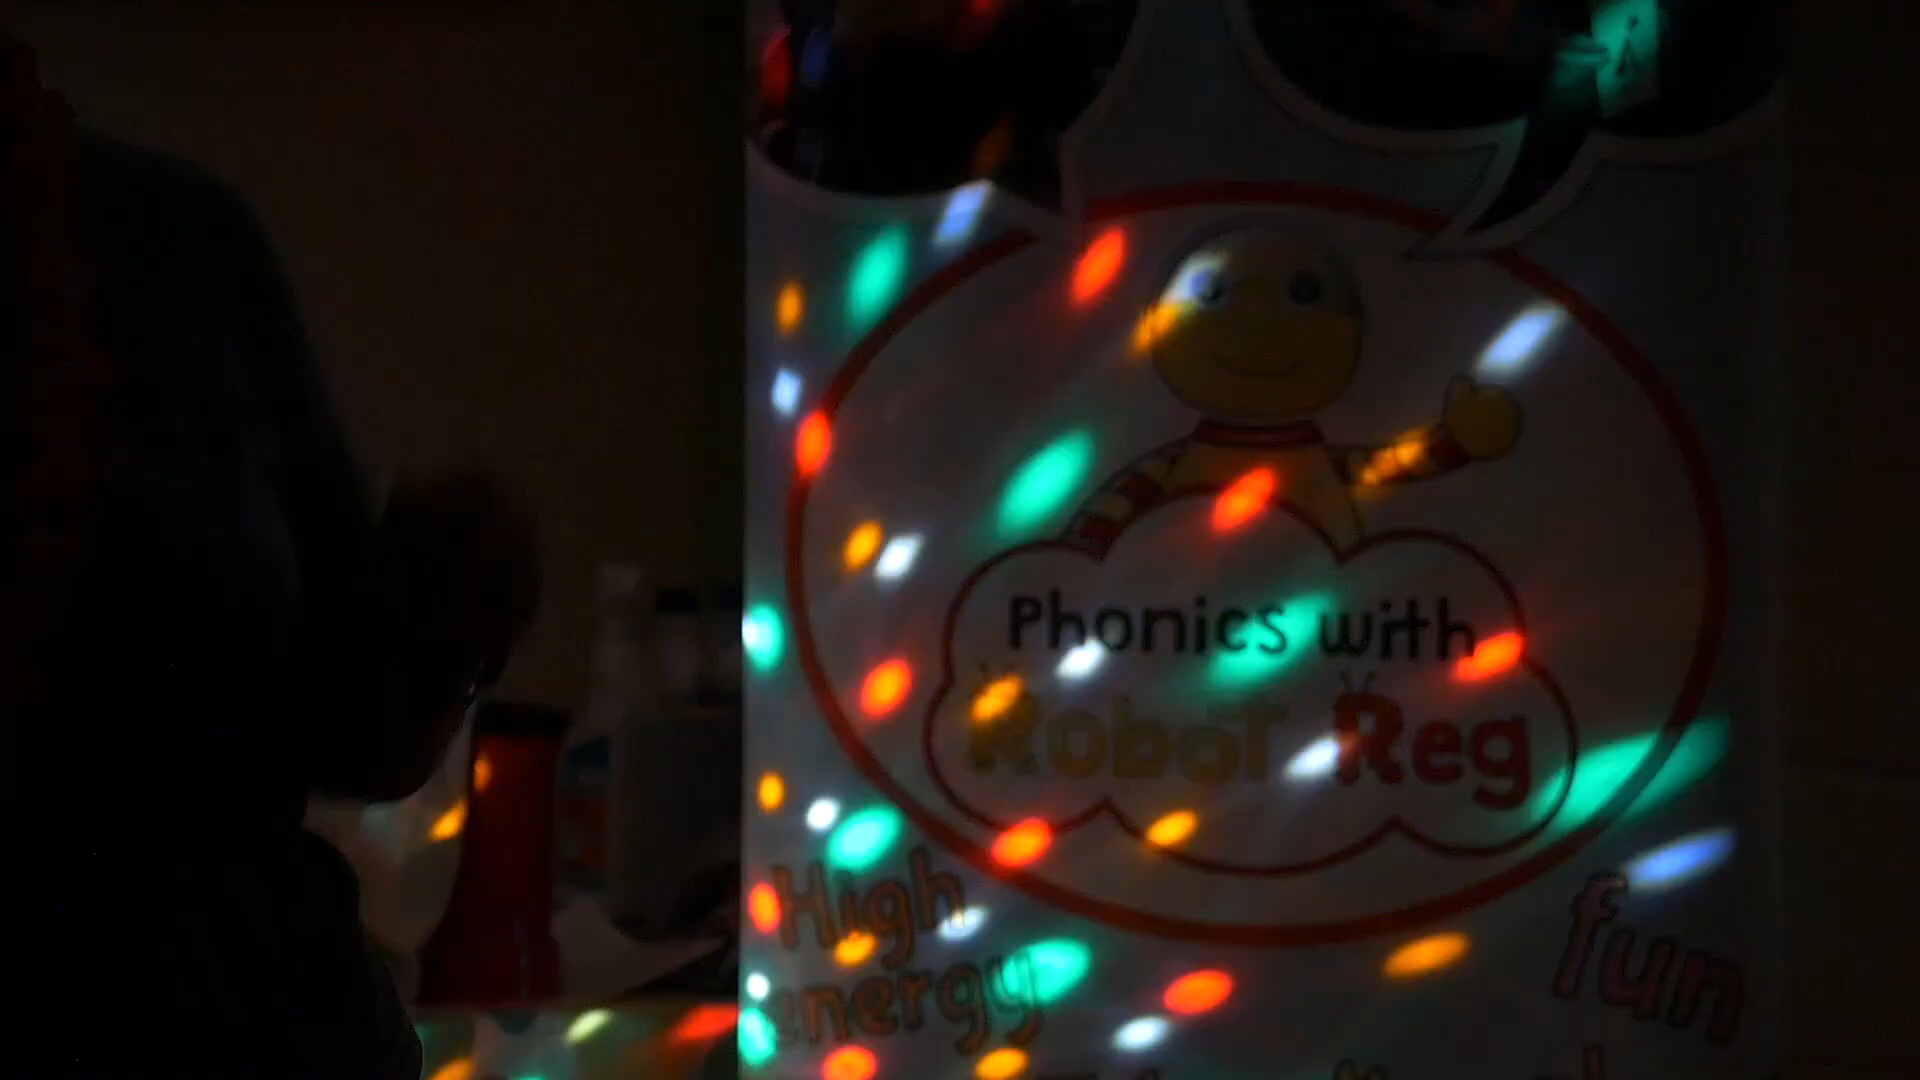 Phonics with
Robot Reg
High
energy
fun